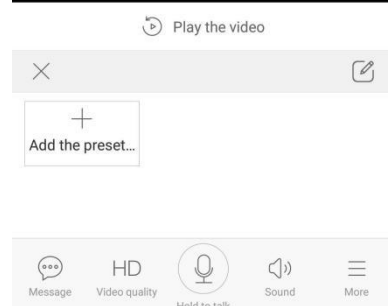 Play the video
Add the preset...
HD
Message
Video quality
Hold to talk
Sound
More